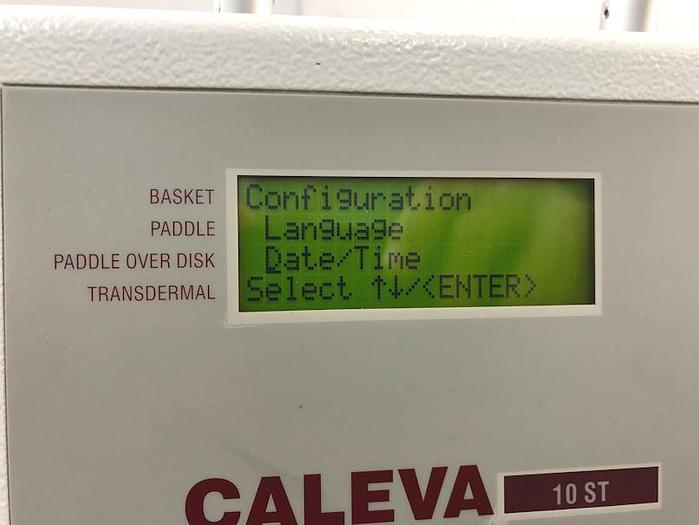 BASKET
PADDLE
PADDLE OVER DISK
TRANSDERMAL
Configuration
Language
Date/Time
Select ↑↓/<ENTER>
CALEVA
10 ST